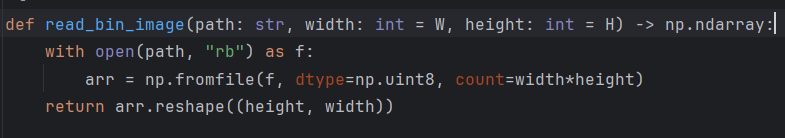 def read_bin_image(path: str, width: int = W, height: int = H) -> np.ndarray:
    with open(path, "rb") as f:
        arr = np.fromfile(f, dtype=np.uint8, count=width*height)
    return arr.reshape((height, width))